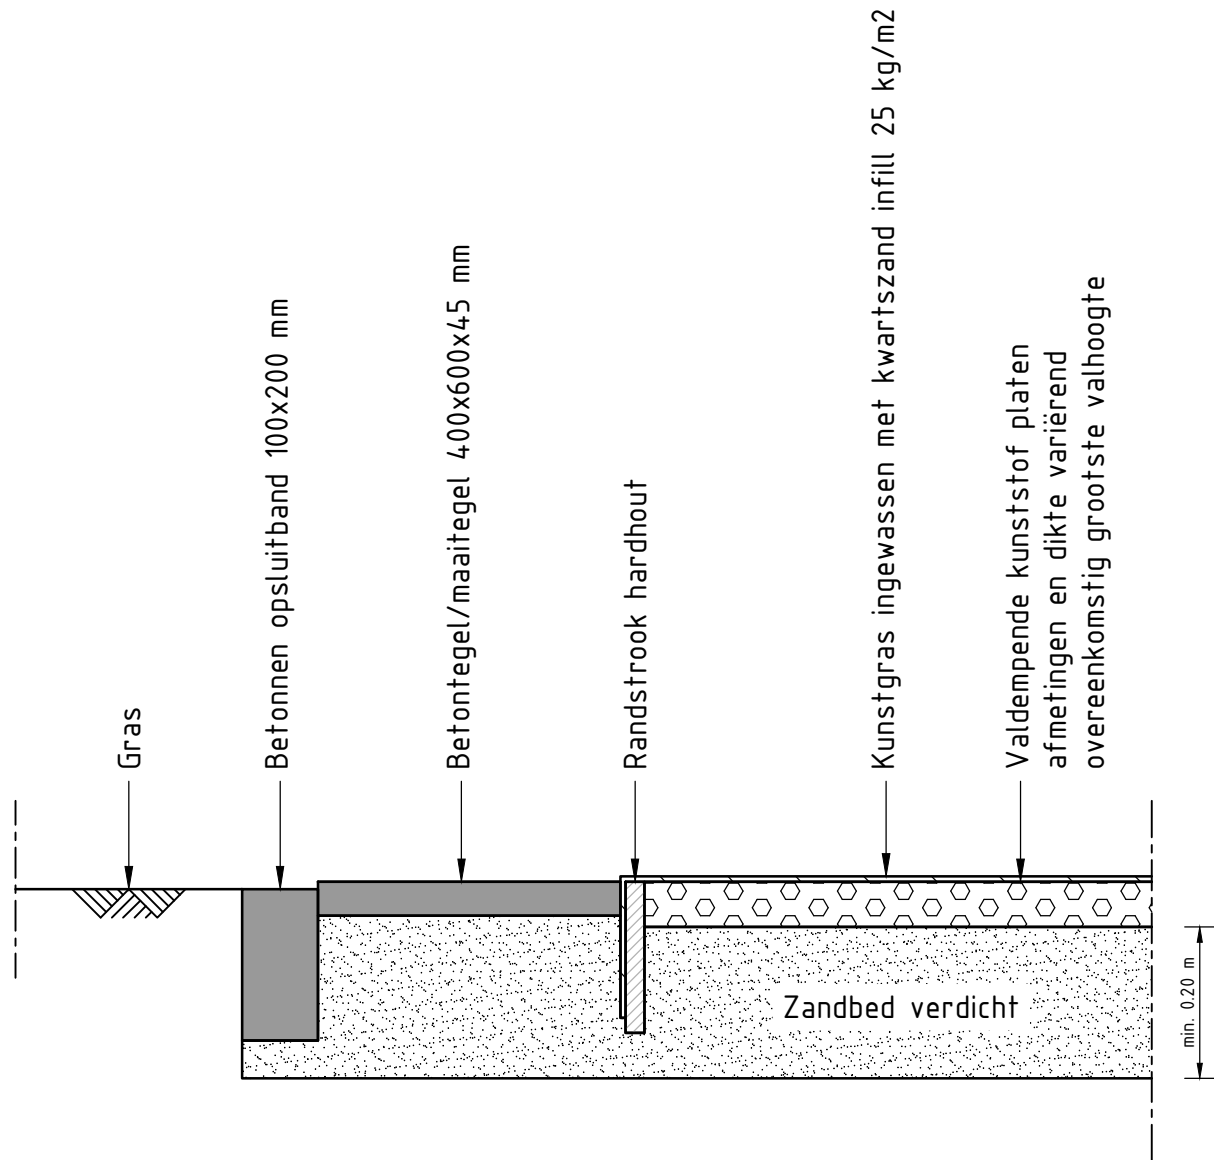 Gras
Betonnen opsluitband 100x200 mm
Betontegel/maaitegel 400x600x45 mm
Randstrook hardhout
Kunstgras ingewassen met kwartszand infill 25 kg/m2
Valdempende kunststof platen
afmetingen en dikte variërend
overeenkomstig grootste valhoogte
Zandbed verdicht
min. 0.20 m